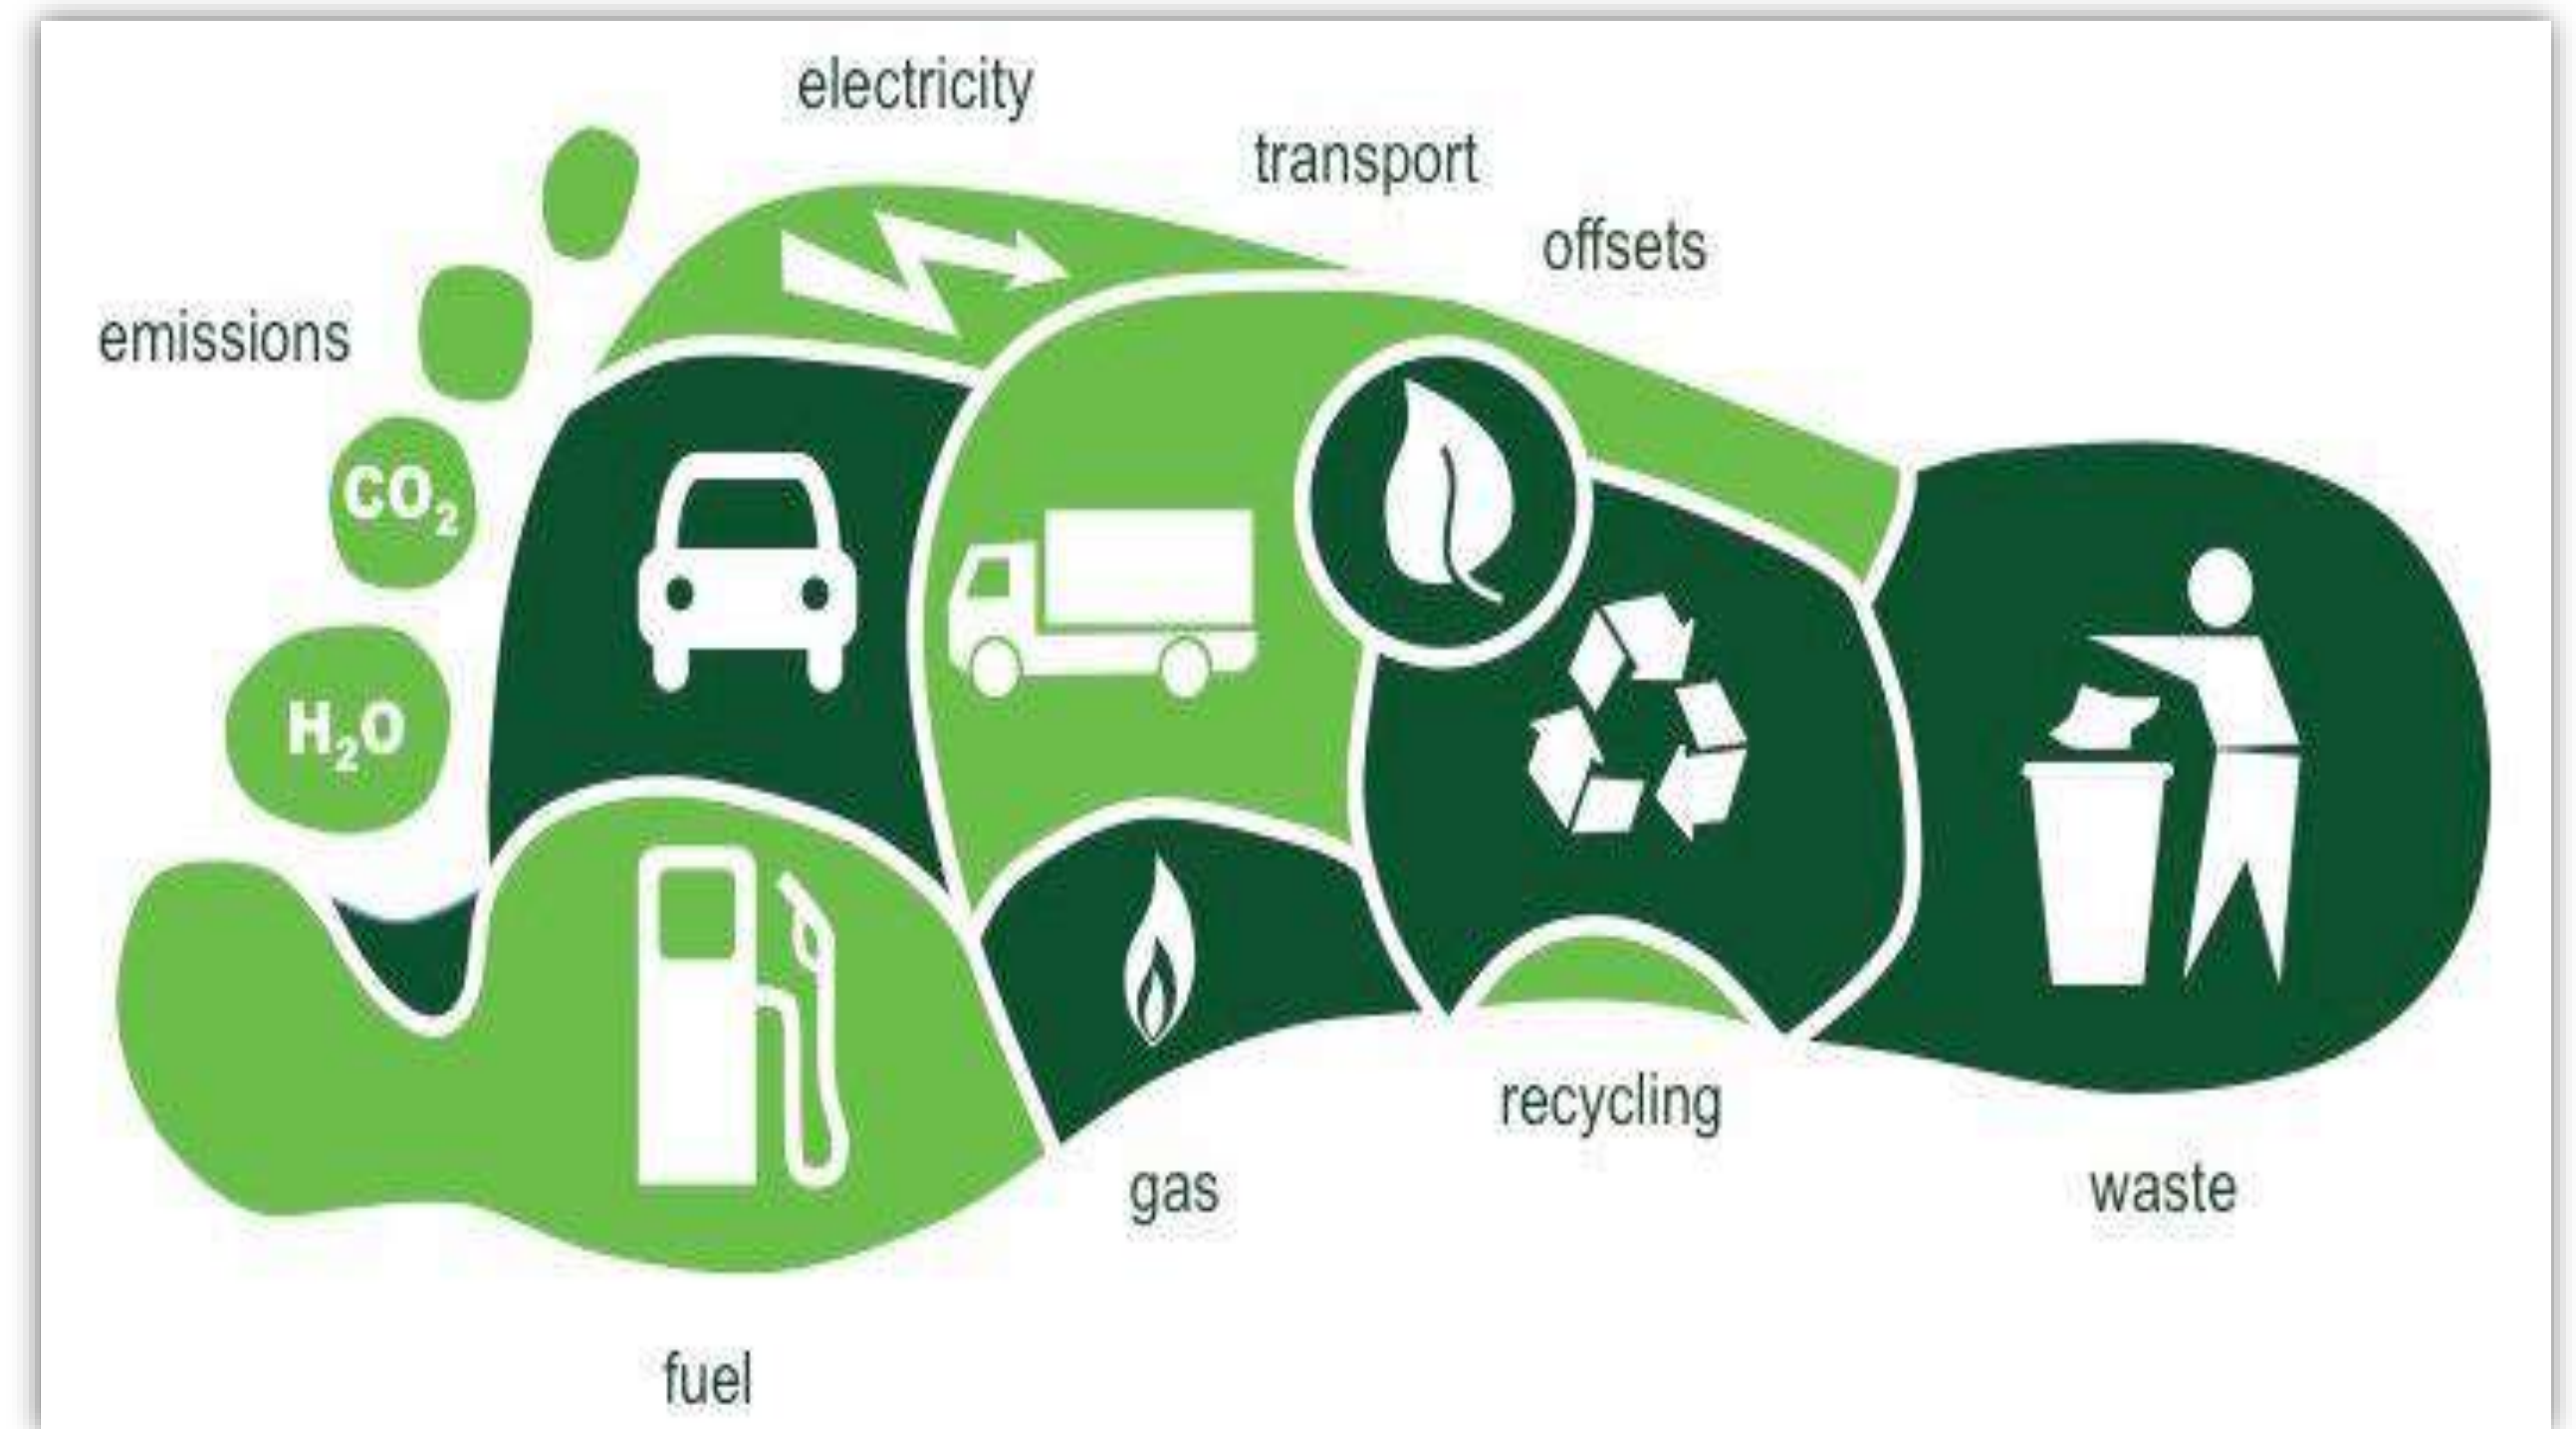 electricity
transport
offsets
emissions
CO₂
H₂O
recycling
gas
waste
fuel